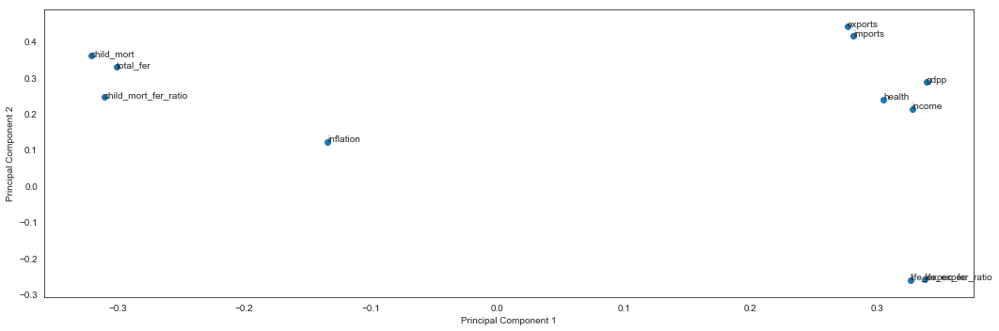 exports
imports
0.4
child_mort
total_fer
0.3
gdpp
child_mort_fer_ratio
health
income
0.2
inflation
0.1
Principal Component 2
0.0
−0.1
−0.2
life_expec
life_expec_fer_ratio
−0.3
−0.3 −0.2 −0.1 0.0 0.1 0.2 0.3
Principal Component 1